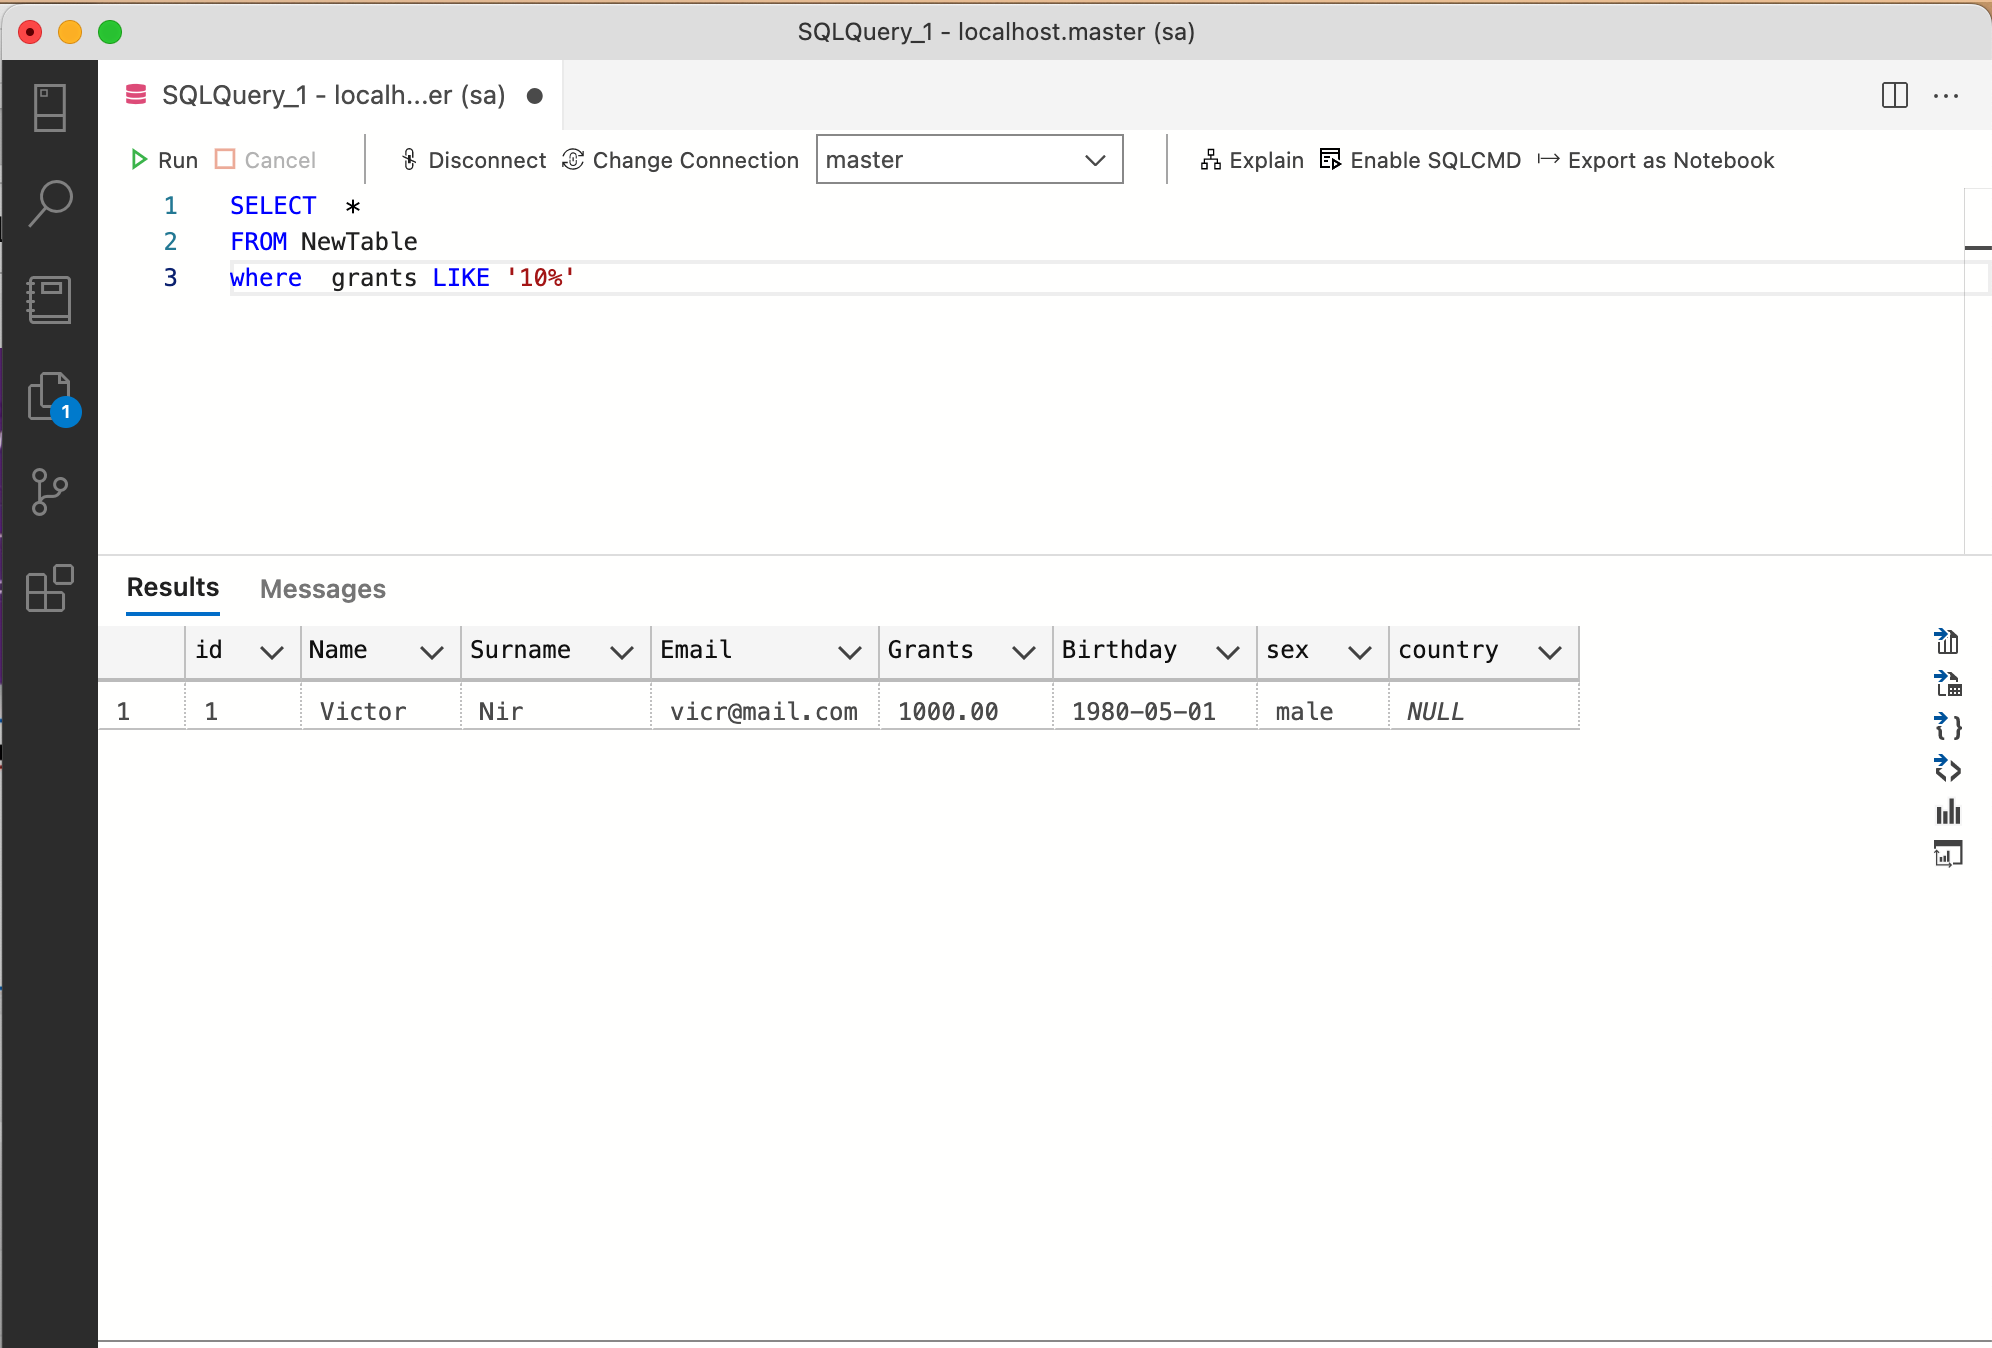 SQLQuery_1 - localhost.master (sa)
SQLQuery_1 - localh...er (sa)
Run Cancel Disconnect Change Connection master Explain Enable SQLCMD Export as Notebook
1 SELECT *
2 FROM NewTable
3 where grants LIKE '10%'
1
Results Messages
id Name Surname Email Grants Birthday sex country
1 1 Victor Nir vicr@mail.com 1000.00 1980-05-01 male NULL